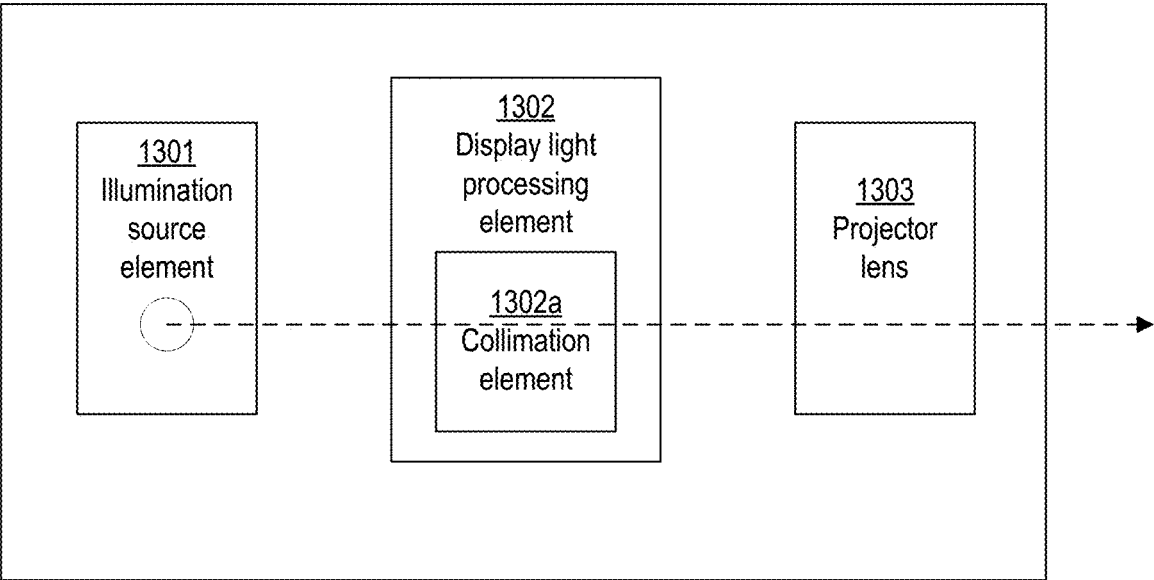 1301
Illumination
source
element
1302
Display light
processing
element
1302a
Collimation
element
1303
Projector
lens